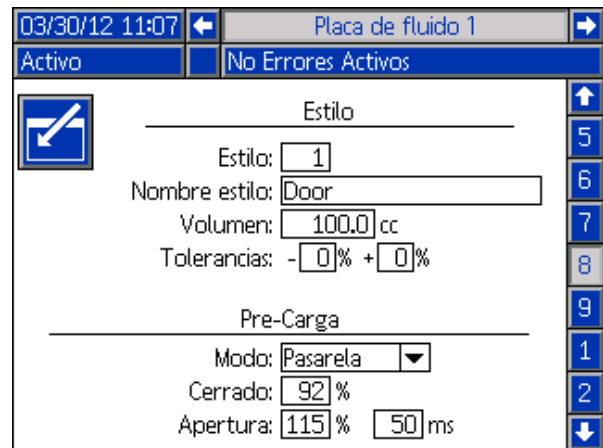 03/30/12 11:07 Placa de fluido 1
Activo No Errores Activos
Estilo
5
Estilo: 1
6
Nombre estilo: Door
7
Volumen: 100.0 cc
Tolerancias: - 0 % + 0 %
8
9
Pre-Carga
Modo: Pasarela
1
Cerrado: 92 %
2
Apertura: 115 % 50 ms